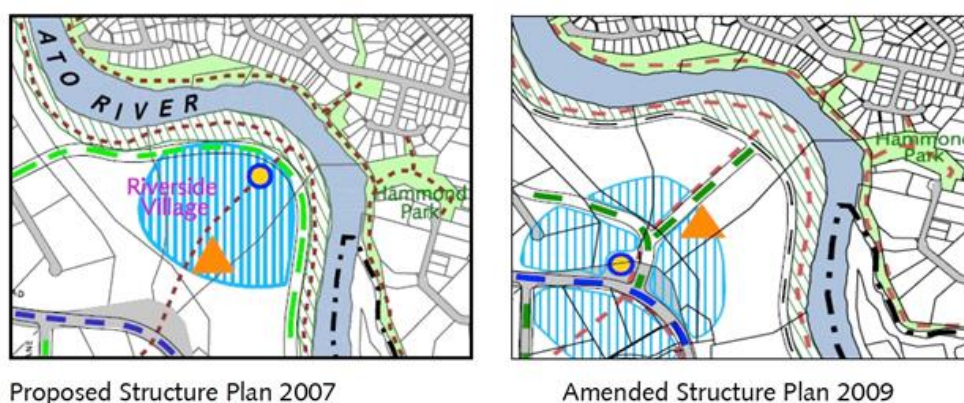 ATO RIVER
Riverside
Village
Hammond
Park
Proposed Structure Plan 2007
Hammond
Park
Amended Structure Plan 2009